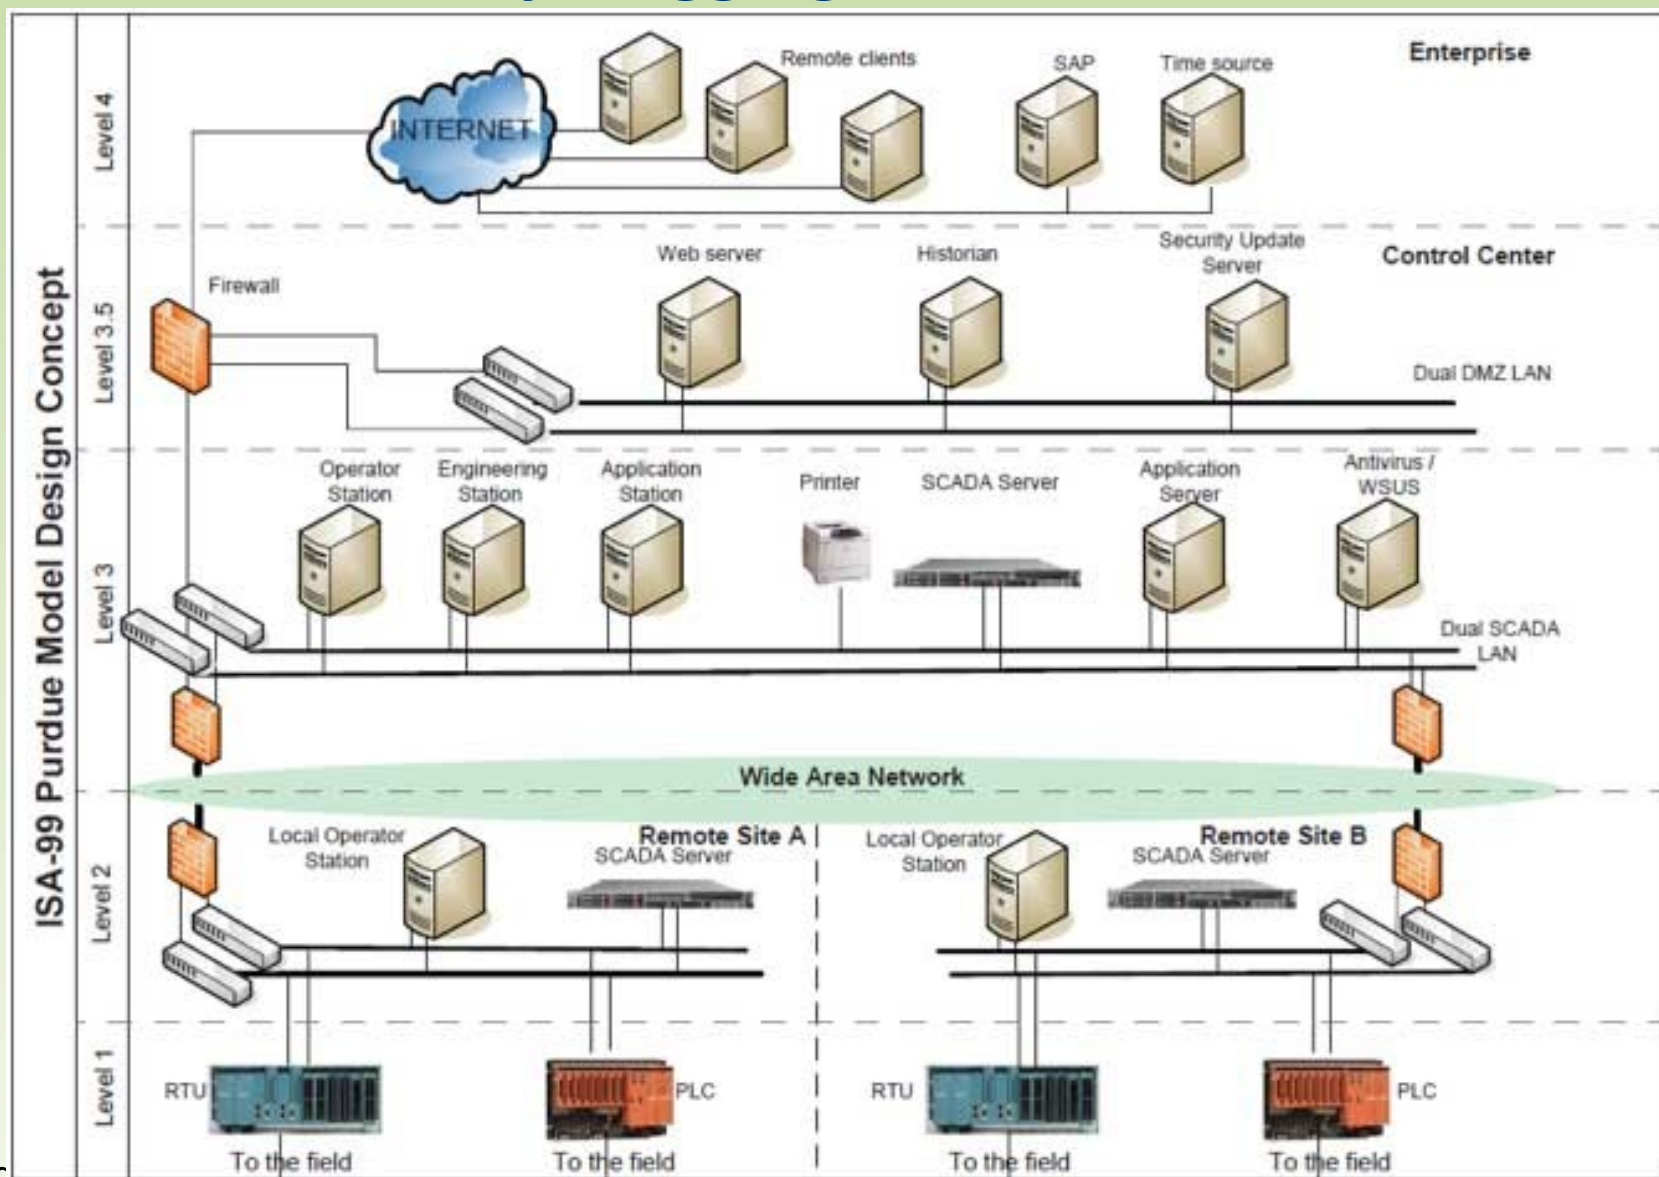 ISA-99 Purdue Model Design Concept
Level 4
Enterprise
INTERNET
Remote clients
SAP
Time source
Level 3.5
Control Center
Firewall
Web server
Historian
Security Update
Server
Dual DMZ LAN
Level 3
Operator
Station
Engineering
Station
Application
Station
Printer
SCADA Server
Application
Server
Antivirus /
WSUS
Dual SCADA
LAN
Wide Area Network
Level 2
Local Operator
Station
Remote Site A
SCADA Server
Local Operator
Station
Remote Site B
SCADA Server
Level 1
RTU
PLC
RTU
PLC
To the field
To the field
To the field
To the field